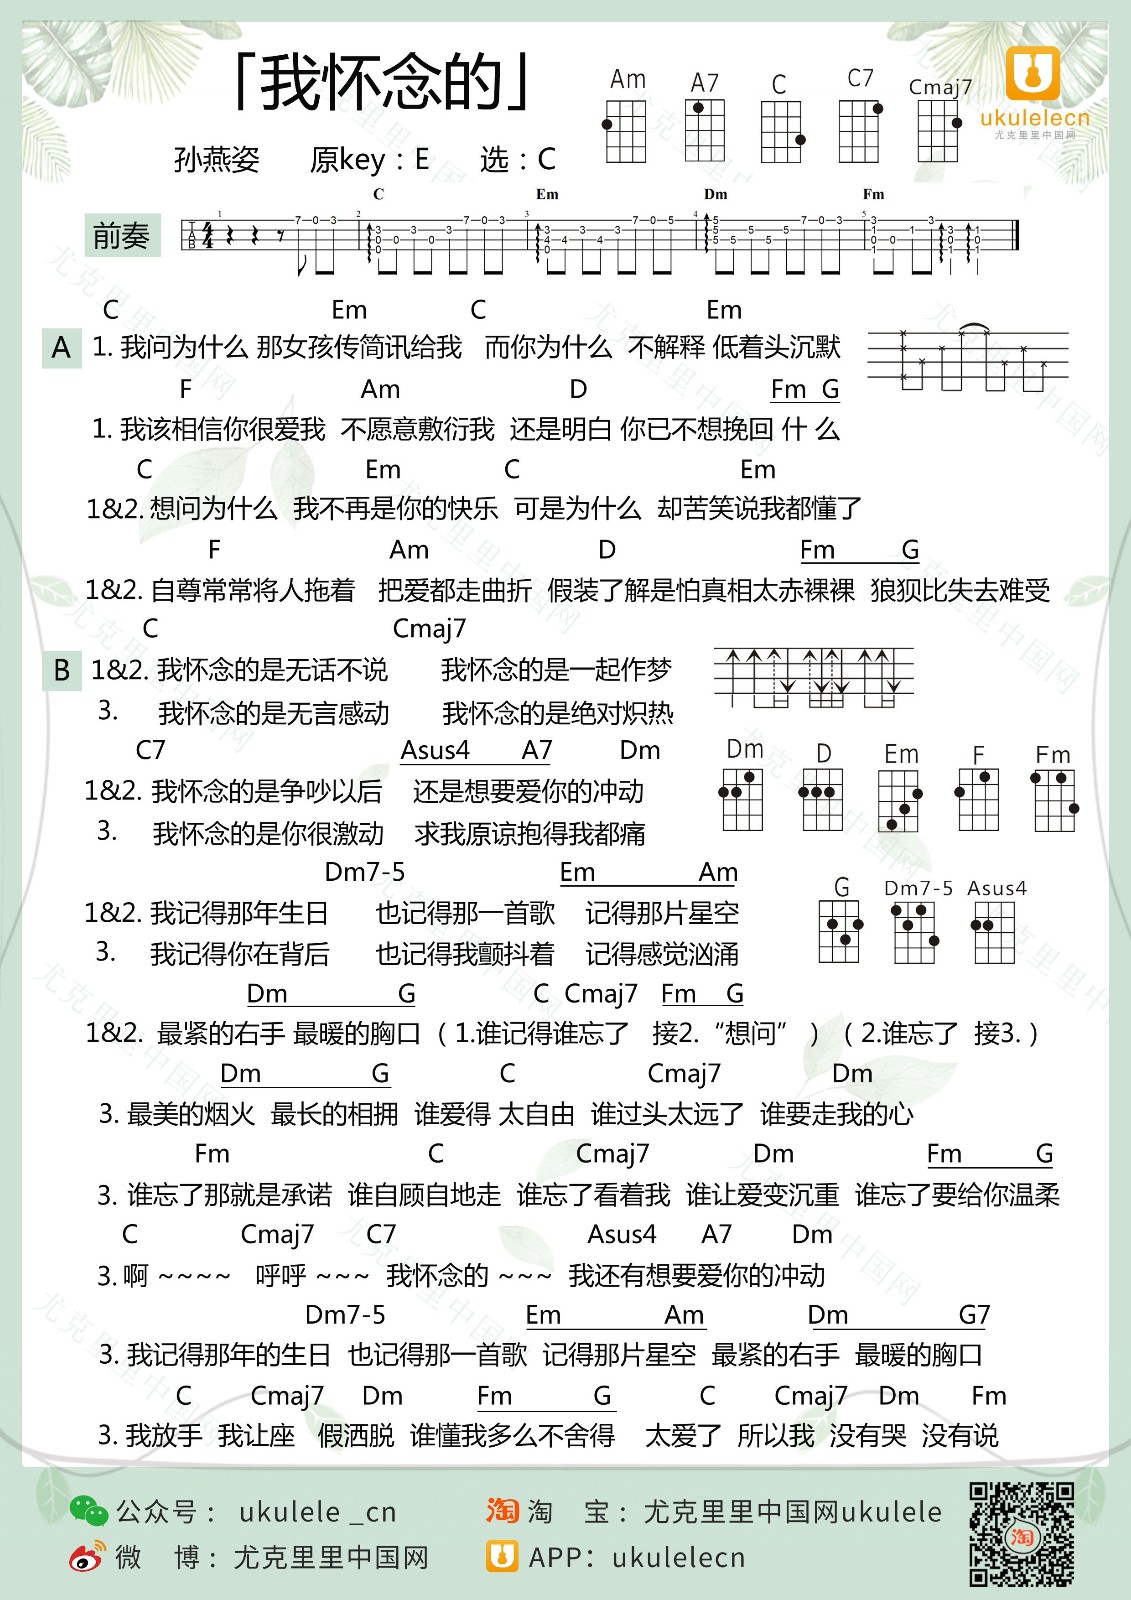 「我怀念的」
孙燕姿 原key：E 选：C
Am A7 C C7 Cmaj7
ukulelecn
尤克里里中国网
C Em Dm Fm
前奏
C Em C Em
A 1. 我问为什么 那女孩传简讯给我 而你为什么 不解释 低着头沉默
F Am D Fm G
1. 我该相信你很爱我 不愿意敷衍我 还是明白 你已不想挽回 什 么
C Em C Em
1&2. 想问为什么 我不再是你的快乐 可是为什么 却苦笑说我都懂了
F Am D Fm G
1&2. 自尊常常将人拖着 把爱都走曲折 假装了解是怕真相太赤裸裸 狼狈比失去难受
C Cmaj7
B 1&2. 我怀念的是无话不说 我怀念的是一起作梦
3. 我怀念的是无言感动 我怀念的是绝对炽热
C7 Asus4 A7 Dm
Dm D Em F Fm
1&2. 我怀念的是争吵以后 还是想要爱你的冲动
3. 我怀念的是你很激动 求我原谅抱得我都痛
Dm7-5 Em Am
G Dm7-5 Asus4
1&2. 我记得那年生日 也记得那一首歌 记得那片星空
3. 我记得你在背后 也记得我颤抖着 记得感觉汹涌
Dm G C Cmaj7 Fm G
1&2. 最紧的右手 最暖的胸口（1.谁记得谁忘了 接2.“想问”）（2.谁忘了 接3.）
Dm G C Cmaj7 Dm
3. 最美的烟火 最长的相拥 谁爱得 太自由 谁过头太远了 谁要走我的心
Fm C Cmaj7 Dm Fm G
3. 谁忘了那就是承诺 谁自顾自地走 谁忘了看着我 谁让爱变沉重 谁忘了要给你温柔
C Cmaj7 C7 Asus4 A7 Dm
3. 啊 ~~~~ 呼呼 ~~~ 我怀念的 ~~~ 我还有想要爱你的冲动
Dm7-5 Em Am Dm G7
3. 我记得那年的生日 也记得那一首歌 记得那片星空 最紧的右手 最暖的胸口
C Cmaj7 Dm Fm G C Cmaj7 Dm Fm
3. 我放手 我让座 假洒脱 谁懂我多么不舍得 太爱了 所以我 没有哭 没有说
公众号： ukulele _cn
淘 淘 宝：尤克里里中国网ukulele
微 博：尤克里里中国网
APP：ukulelecn
淘